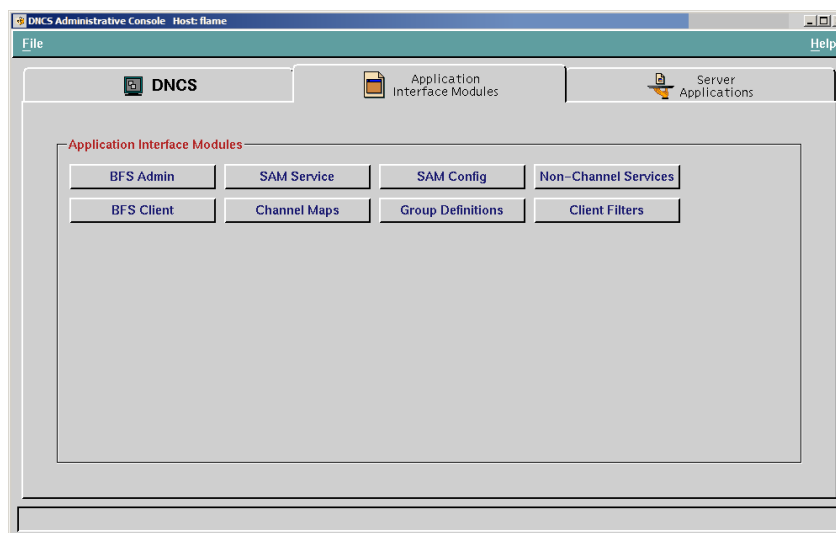 DNCS Administrative Console Host: flame
File Help
DNCS
Application
Interface Modules
Server
Applications
Application Interface Modules
BFS Admin SAM Service SAM Config Non-Channel Services
BFS Client Channel Maps Group Definitions Client Filters